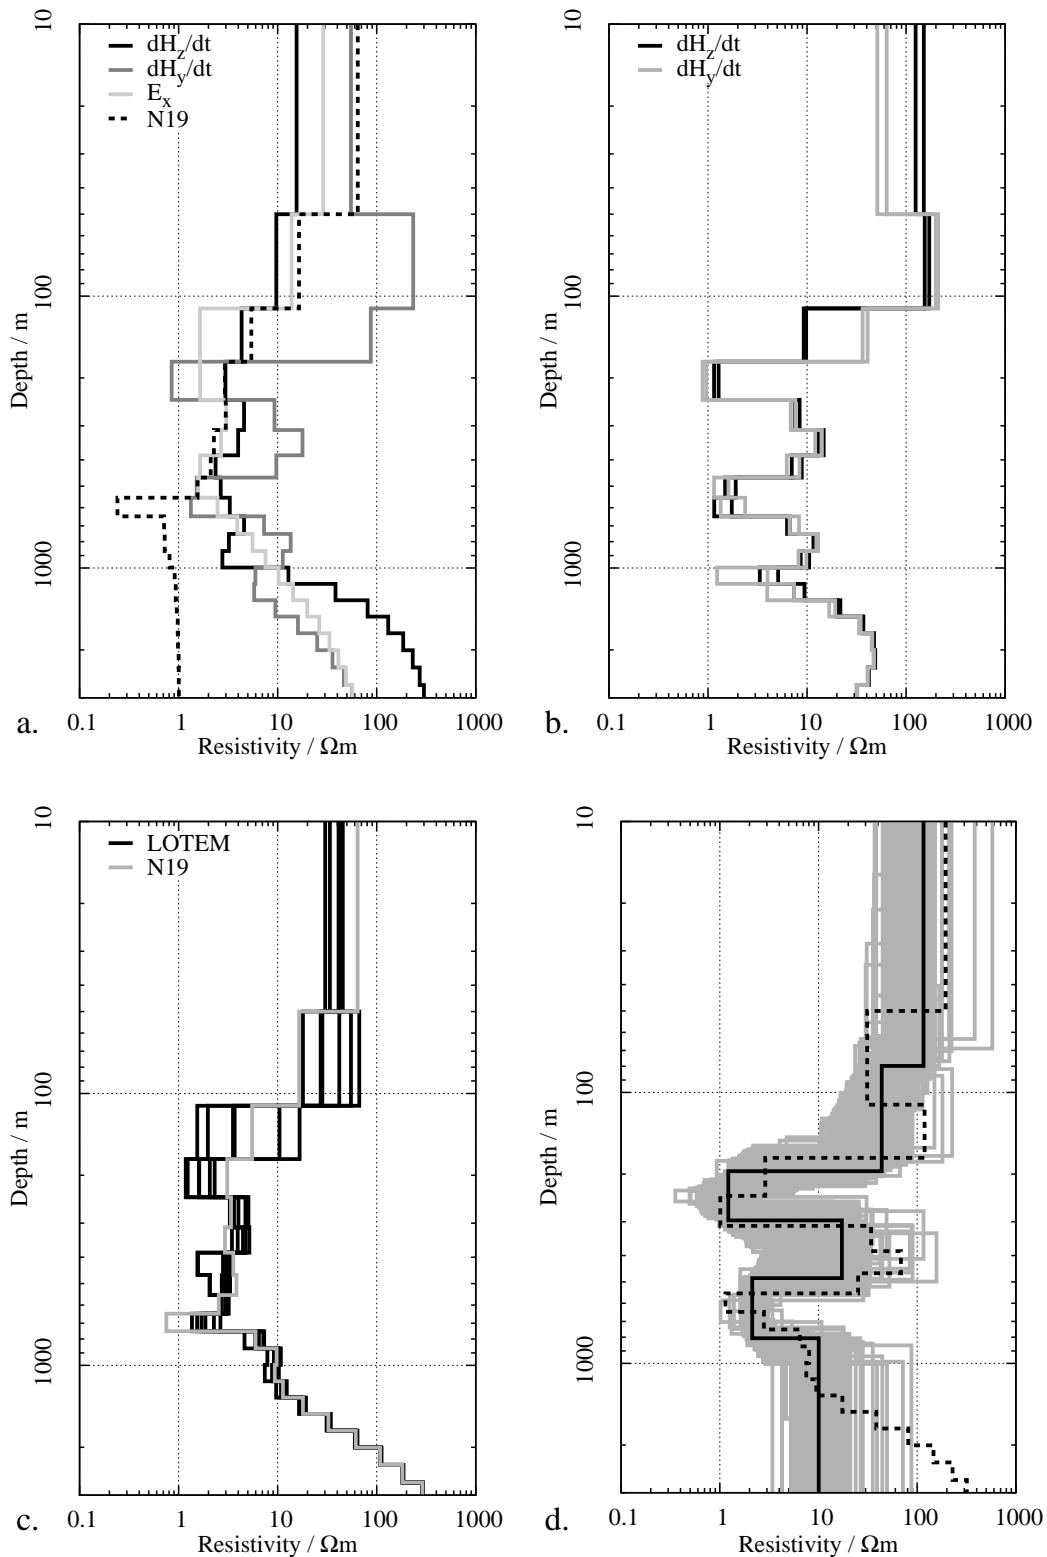 10
100
1000
Depth / m
dHz/dt
dHy/dt
Ex
N19
a.
0.1 1 10 100 1000
Resistivity / Ωm
10
100
1000
Depth / m
dHz/dt
dHy/dt
b.
0.1 1 10 100 1000
Resistivity / Ωm
10
100
1000
Depth / m
LOTEM
N19
c.
0.1 1 10 100 1000
Resistivity / Ωm
10
100
1000
Depth / m
d.
0.1 1 10 100 1000
Resistivity / Ωm